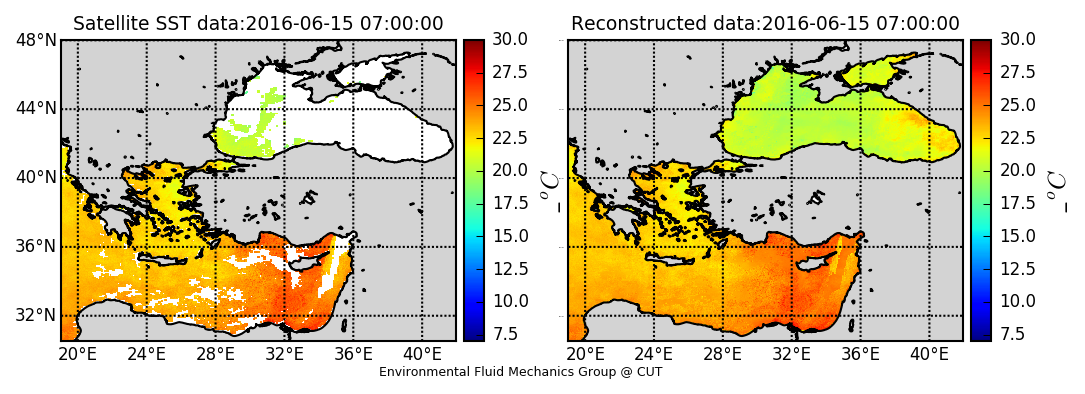 Satellite SST data:2016-06-15 07:00:00
48°N
44°N
40°N
36°N
32°N
20°E 24°E 28°E 32°E 36°E 40°E
30.0
27.5
25.0
22.5
20.0
17.5
15.0
12.5
10.0
7.5
_ °C
Reconstructed data:2016-06-15 07:00:00
20°E 24°E 28°E 32°E 36°E 40°E
30.0
27.5
25.0
22.5
20.0
17.5
15.0
12.5
10.0
7.5
_ °C
Environmental Fluid Mechanics Group @ CUT